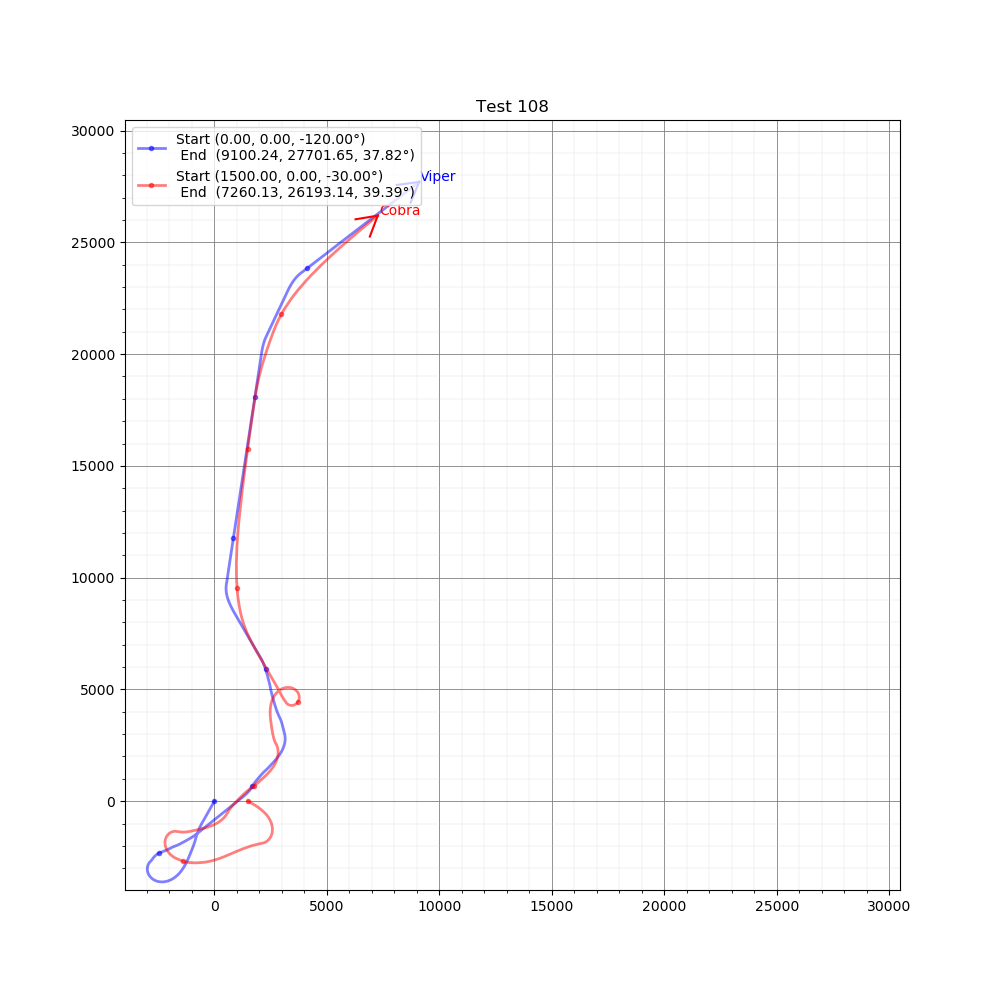 Test 108
Start (0.00, 0.00, -120.00°)
End (9100.24, 27701.65, 37.82°)
Start (1500.00, 0.00, -30.00°)
End (7260.13, 26193.14, 39.39°)
Viper
Cobra
30000
25000
20000
15000
10000
5000
0
0 5000 10000 15000 20000 25000 30000